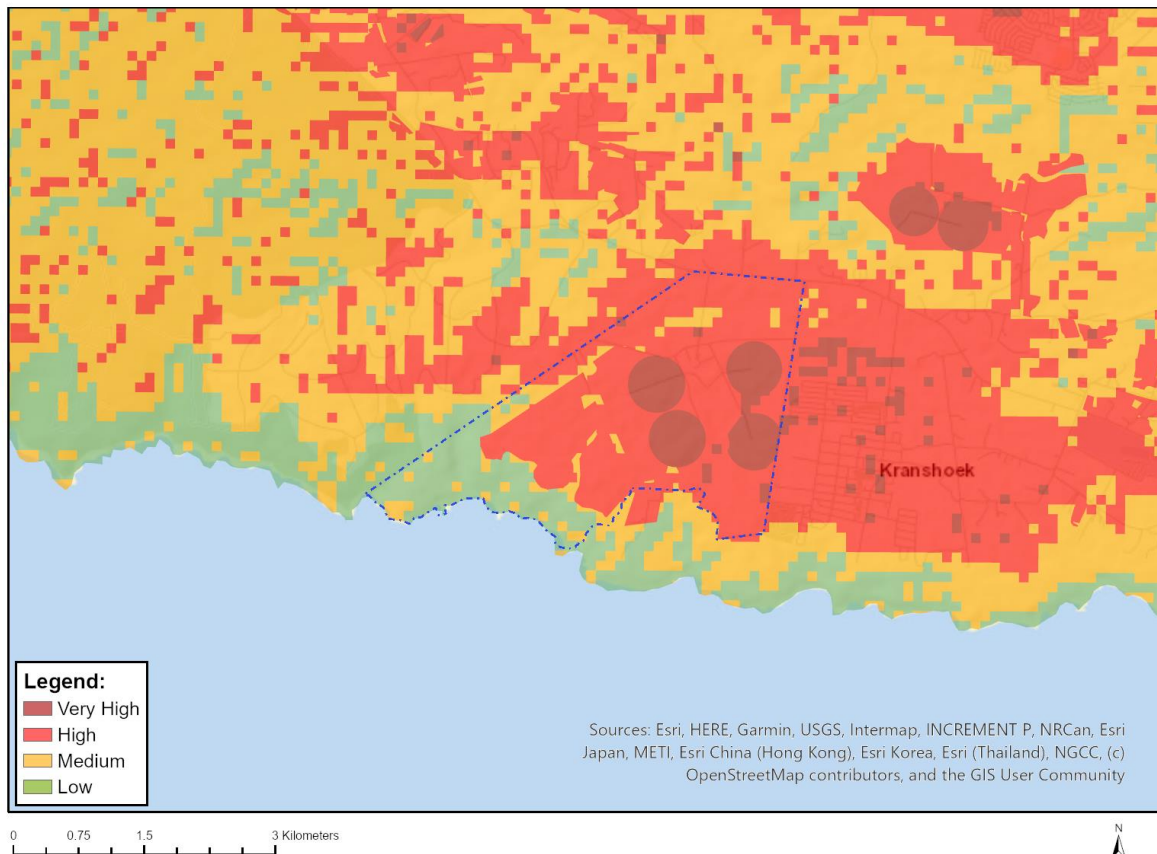 Kranshoek
Legend:
Very High
High
Medium
Low
Sources: Esri, HERE, Garmin, USGS, Intermap, INCREMENT P, NRCan, Esri
Japan, METI, Esri China (Hong Kong), Esri Korea, Esri (Thailand), NGCC, (c)
OpenStreetMap contributors, and the GIS User Community
0 0.75 1.5 3 Kilometers
N